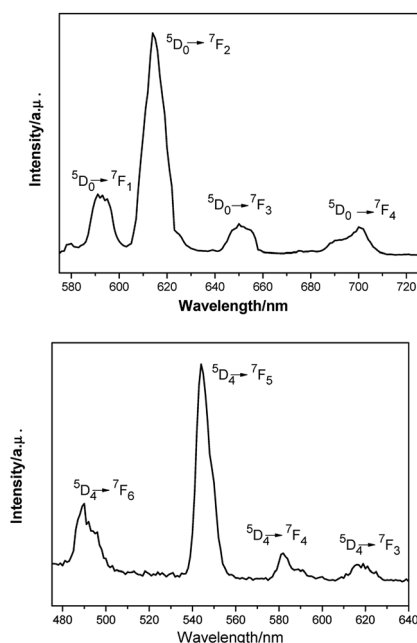 ⁵D₀→⁷F₂
⁵D₀→⁷F₁
⁵D₀→⁷F₃
⁵D₀→⁷F₄
Intensity/a.μ.
580 600 620 640 660 680 700 720
Wavelength/nm
⁵D₄→⁷F₅
⁵D₄→⁷F₆
⁵D₄→⁷F₄
⁵D₄→⁷F₃
Intensity/a.μ.
480 500 520 540 560 580 600 620 640
Wavelength/nm